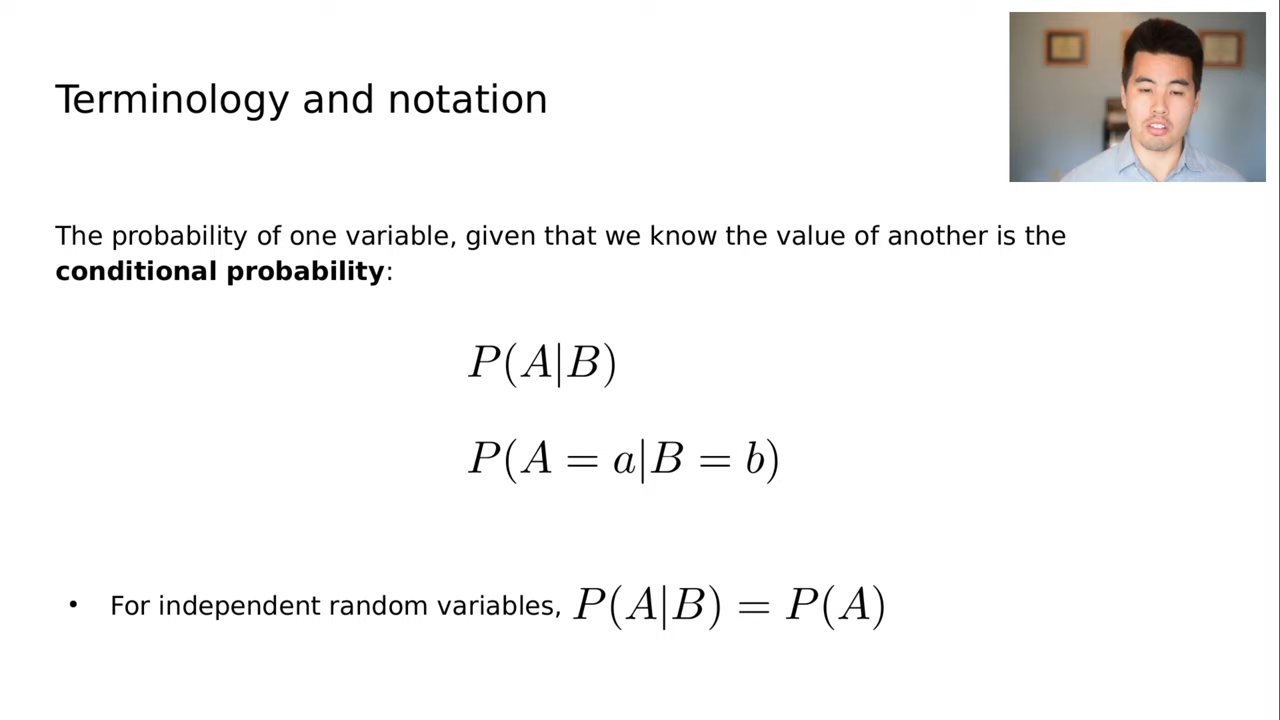 Terminology and notation
The probability of one variable, given that we know the value of another is the
conditional probability:
P(A|B)
P(A = a|B = b)
• For independent random variables, P(A|B) = P(A)